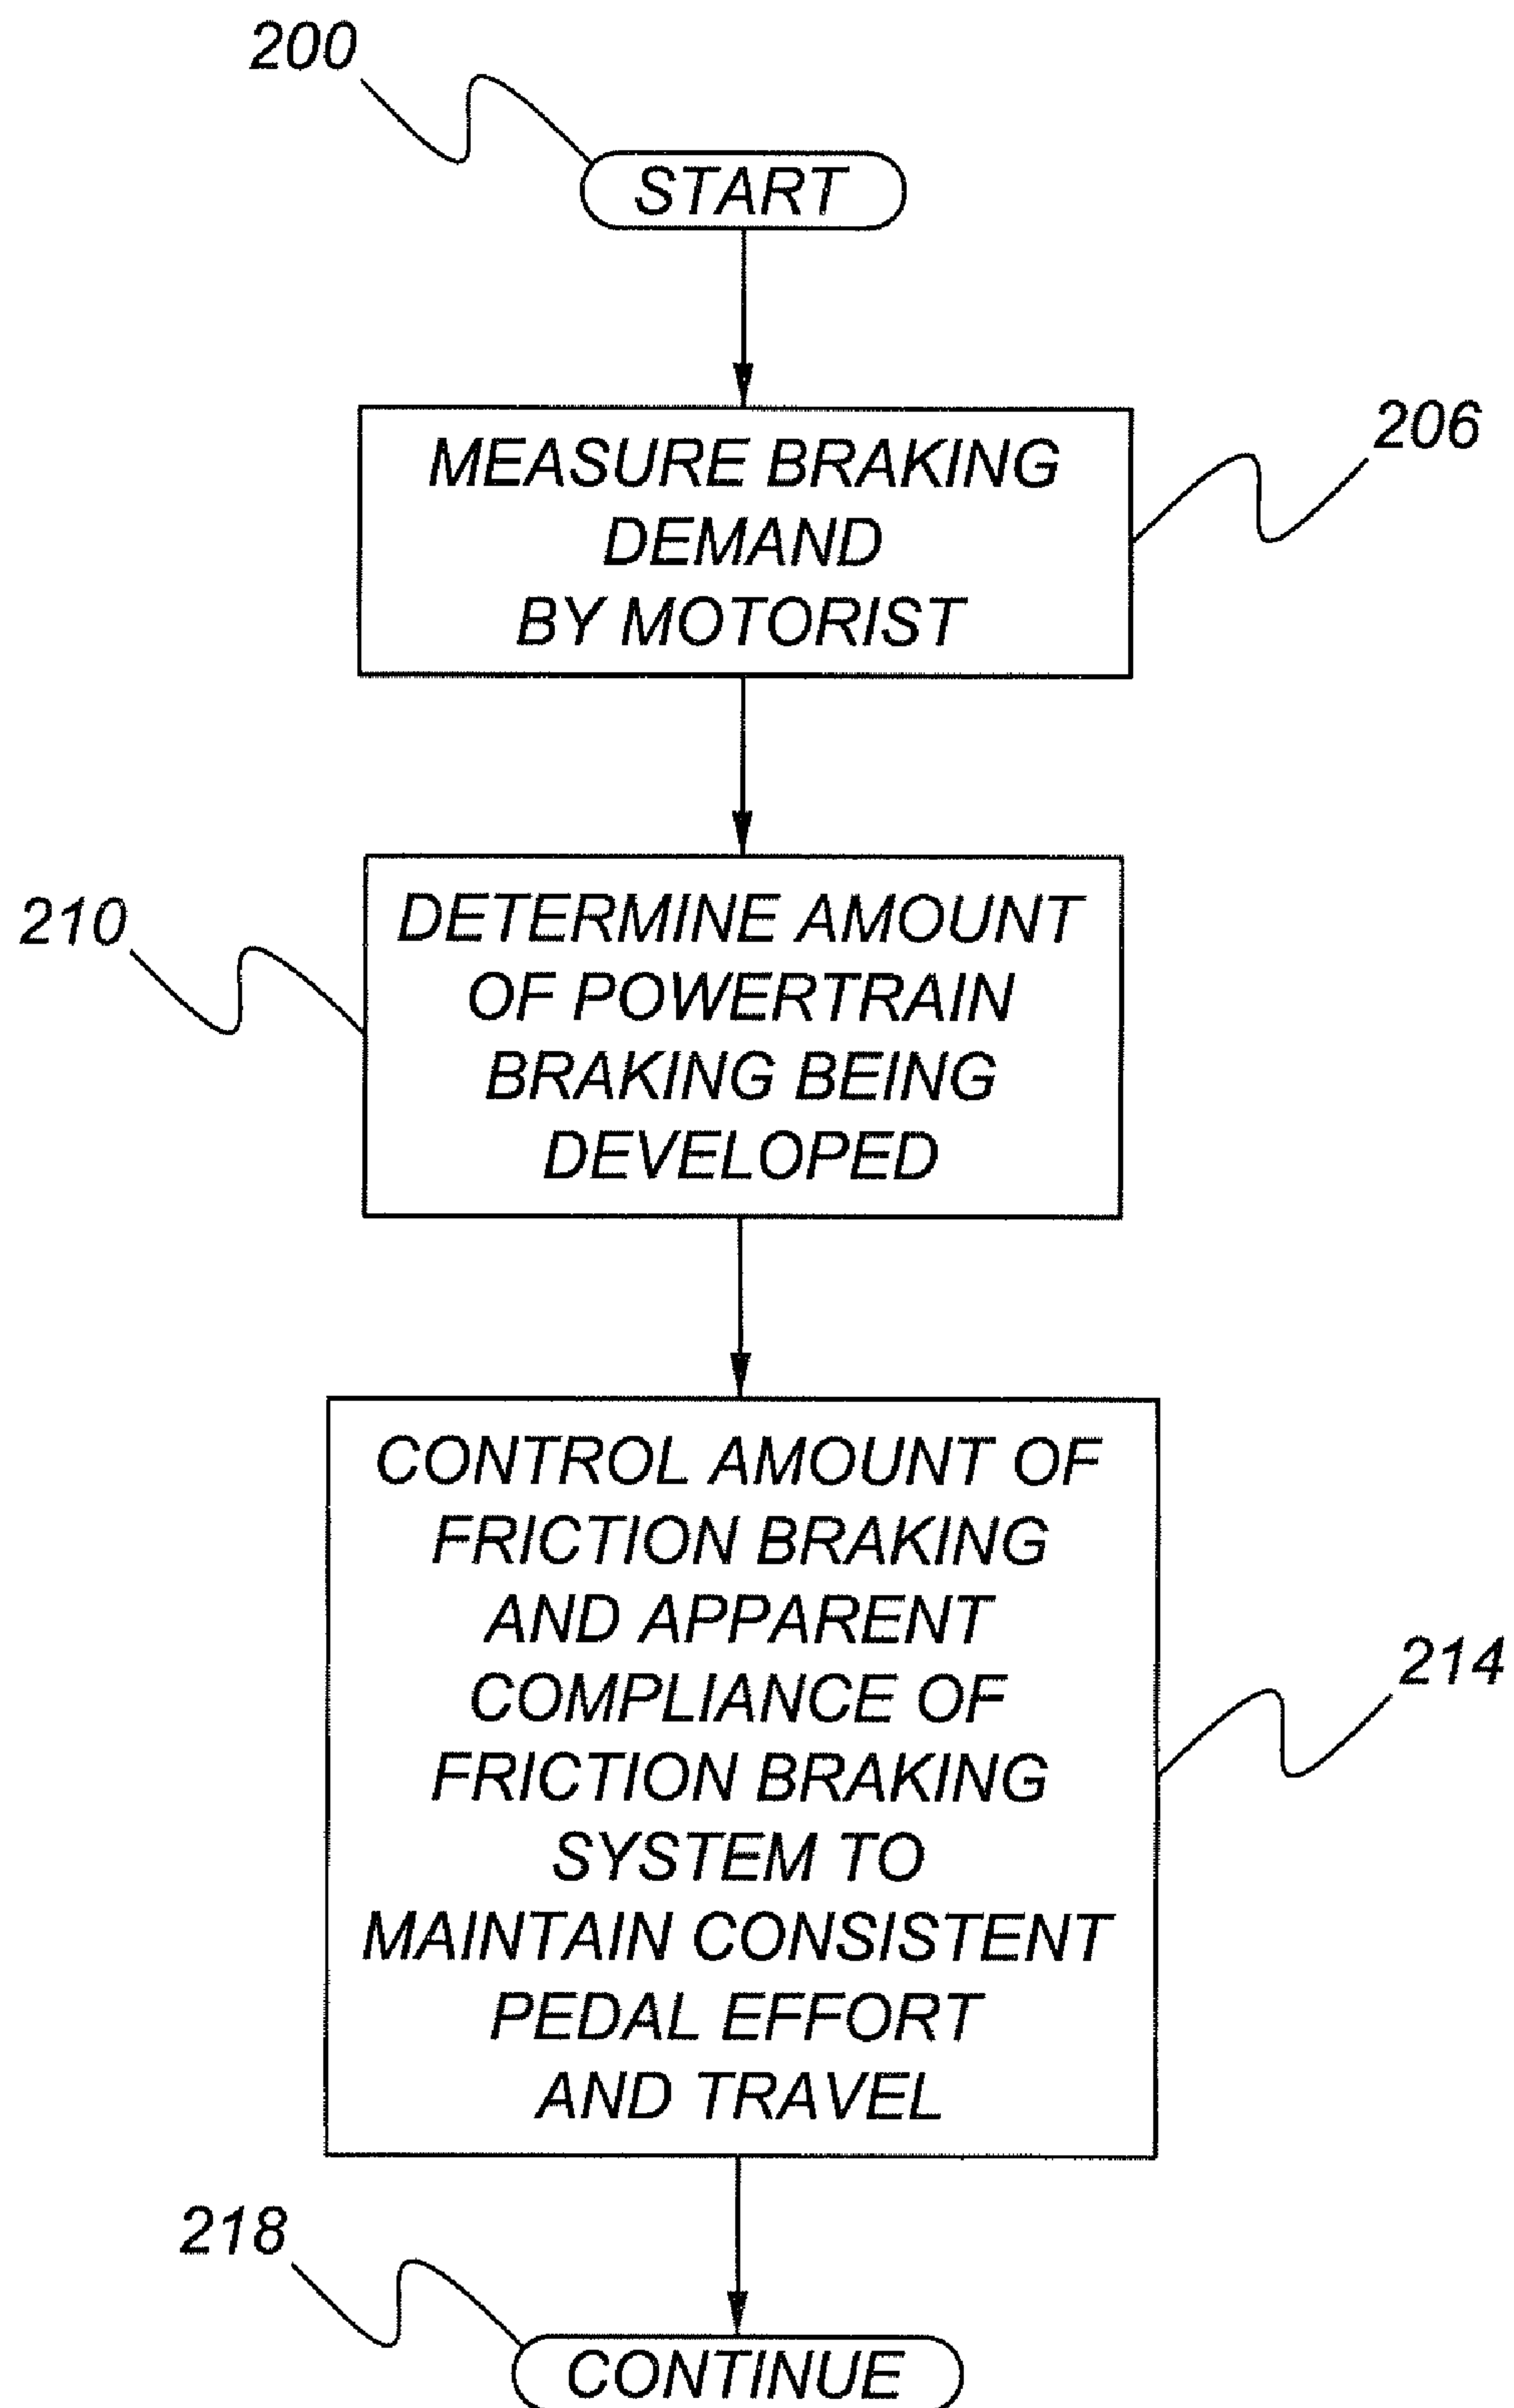 200
START
MEASURE BRAKING
DEMAND
BY MOTORIST
206
210
DETERMINE AMOUNT
OF POWERTRAIN
BRAKING BEING
DEVELOPED
CONTROL AMOUNT OF
FRICTION BRAKING
AND APPARENT
COMPLIANCE OF
FRICTION BRAKING
SYSTEM TO
MAINTAIN CONSISTENT
PEDAL EFFORT
AND TRAVEL
214
218
CONTINUE